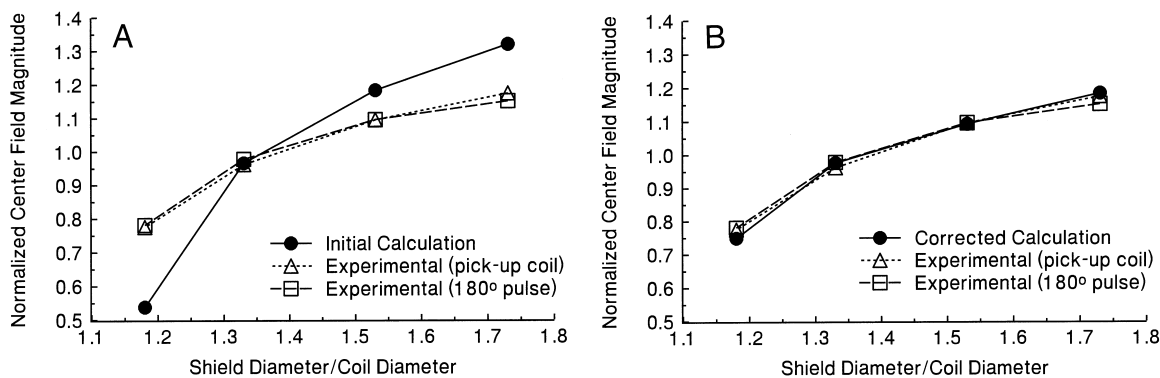 A
Normalized Center Field Magnitude
1.4
1.3
1.2
1.1
1.0
0.9
0.8
0.7
0.6
0.5
Initial Calculation
Experimental (pick-up coil)
Experimental (180º pulse)
1.1 1.2 1.3 1.4 1.5 1.6 1.7 1.8
Shield Diameter/Coil Diameter
B
Normalized Center Field Magnitude
1.4
1.3
1.2
1.1
1.0
0.9
0.8
0.7
0.6
0.5
Corrected Calculation
Experimental (pick-up coil)
Experimental (180º pulse)
1.1 1.2 1.3 1.4 1.5 1.6 1.7 1.8
Shield Diameter/Coil Diameter